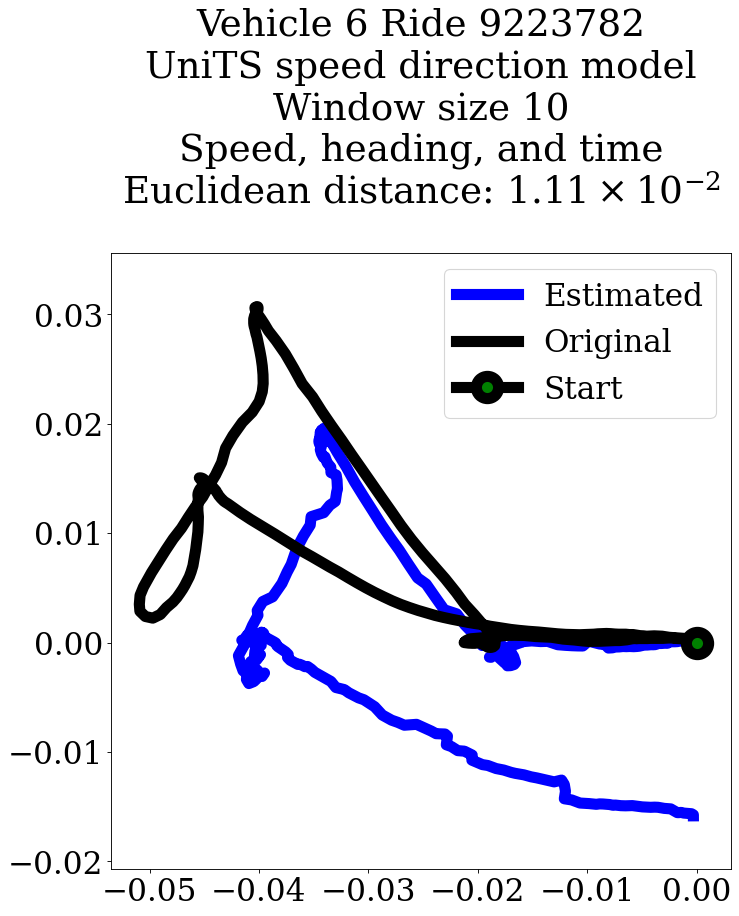 Vehicle 6 Ride 9223782
UniTS speed direction model
Window size 10
Speed, heading, and time
Euclidean distance: 1.11 × 10⁻²
Estimated
Original
Start
0.03
0.02
0.01
0.00
−0.01
−0.02
−0.05 −0.04 −0.03 −0.02 −0.01 0.00